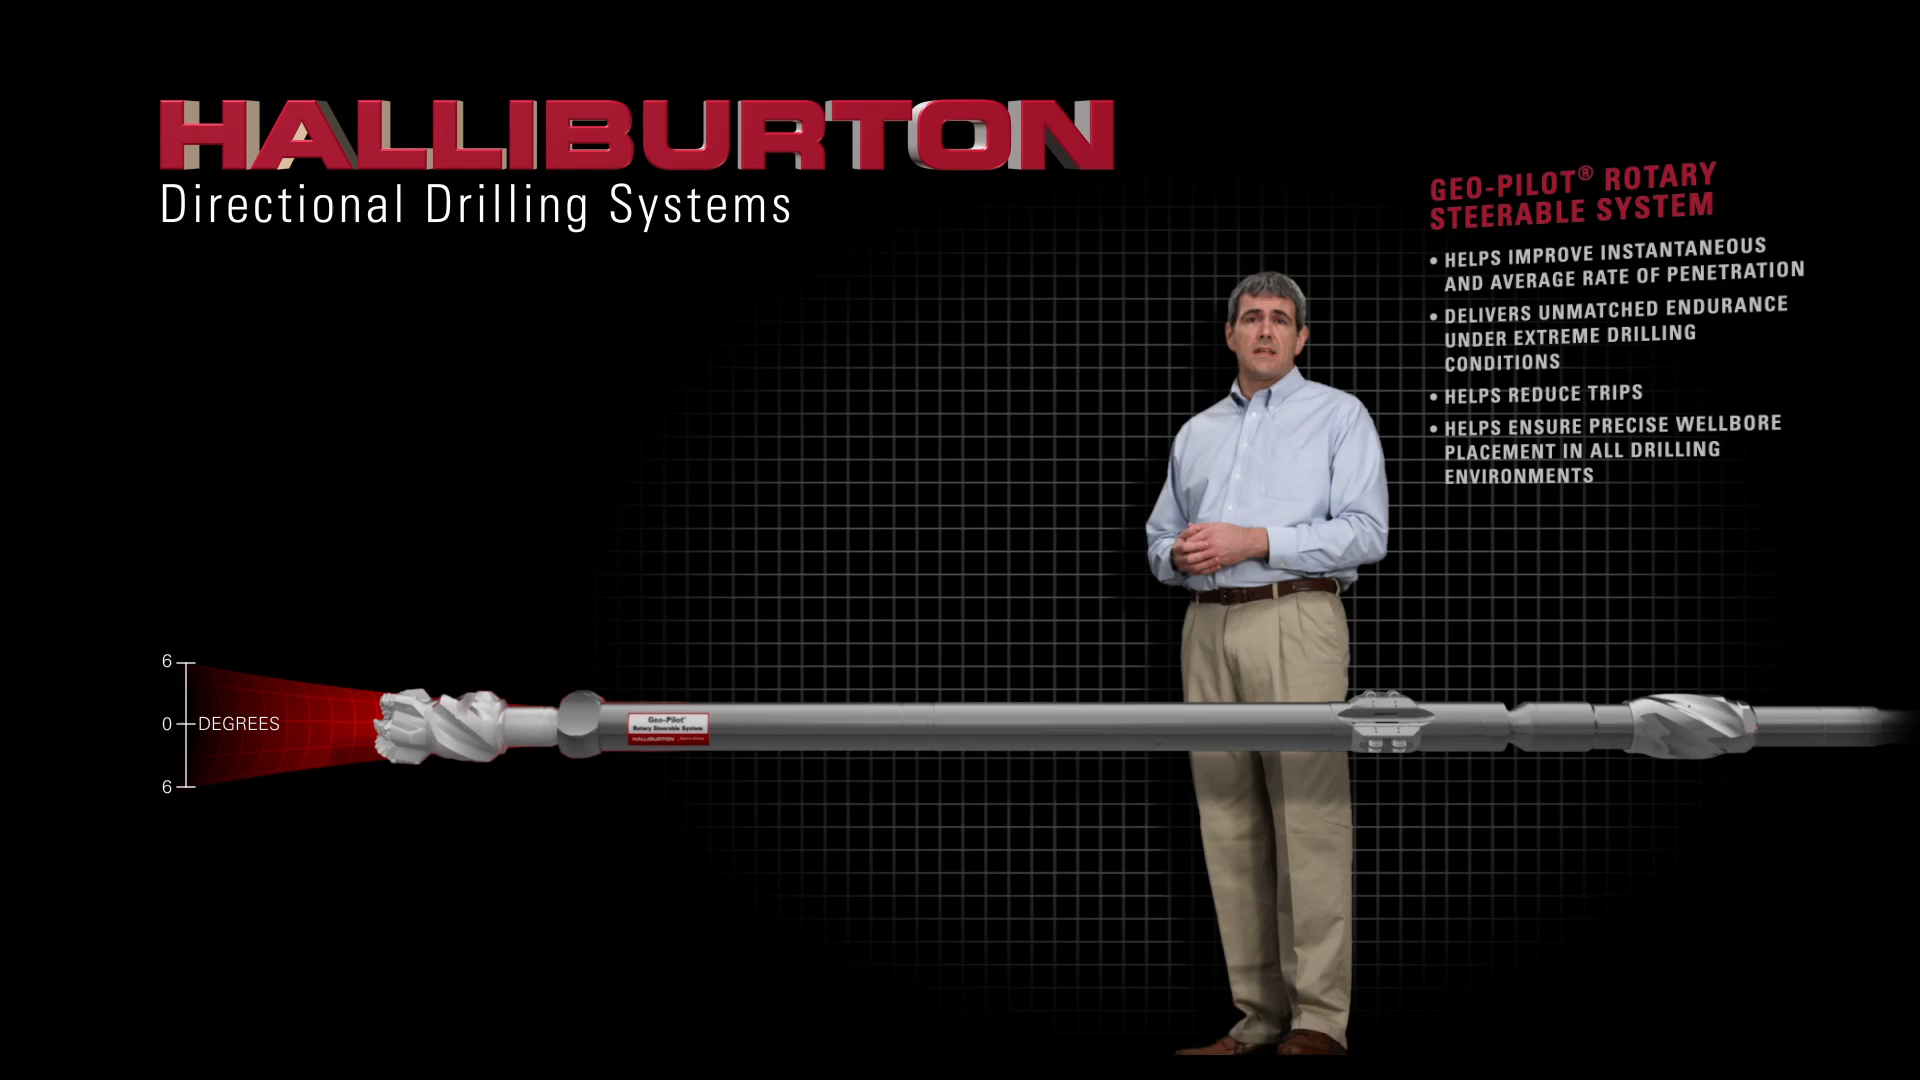 HALLIBURTON
Directional Drilling Systems
GEO-PILOT® ROTARY
STEERABLE SYSTEM
• HELPS IMPROVE INSTANTANEOUS
AND AVERAGE RATE OF PENETRATION
• DELIVERS UNMATCHED ENDURANCE
UNDER EXTREME DRILLING
CONDITIONS
• HELPS REDUCE TRIPS
• HELPS ENSURE PRECISE WELLBORE
PLACEMENT IN ALL DRILLING
ENVIRONMENTS
6
0 DEGREES
6
Geo-Pilot®
Rotary Steerable System
HALLIBURTON